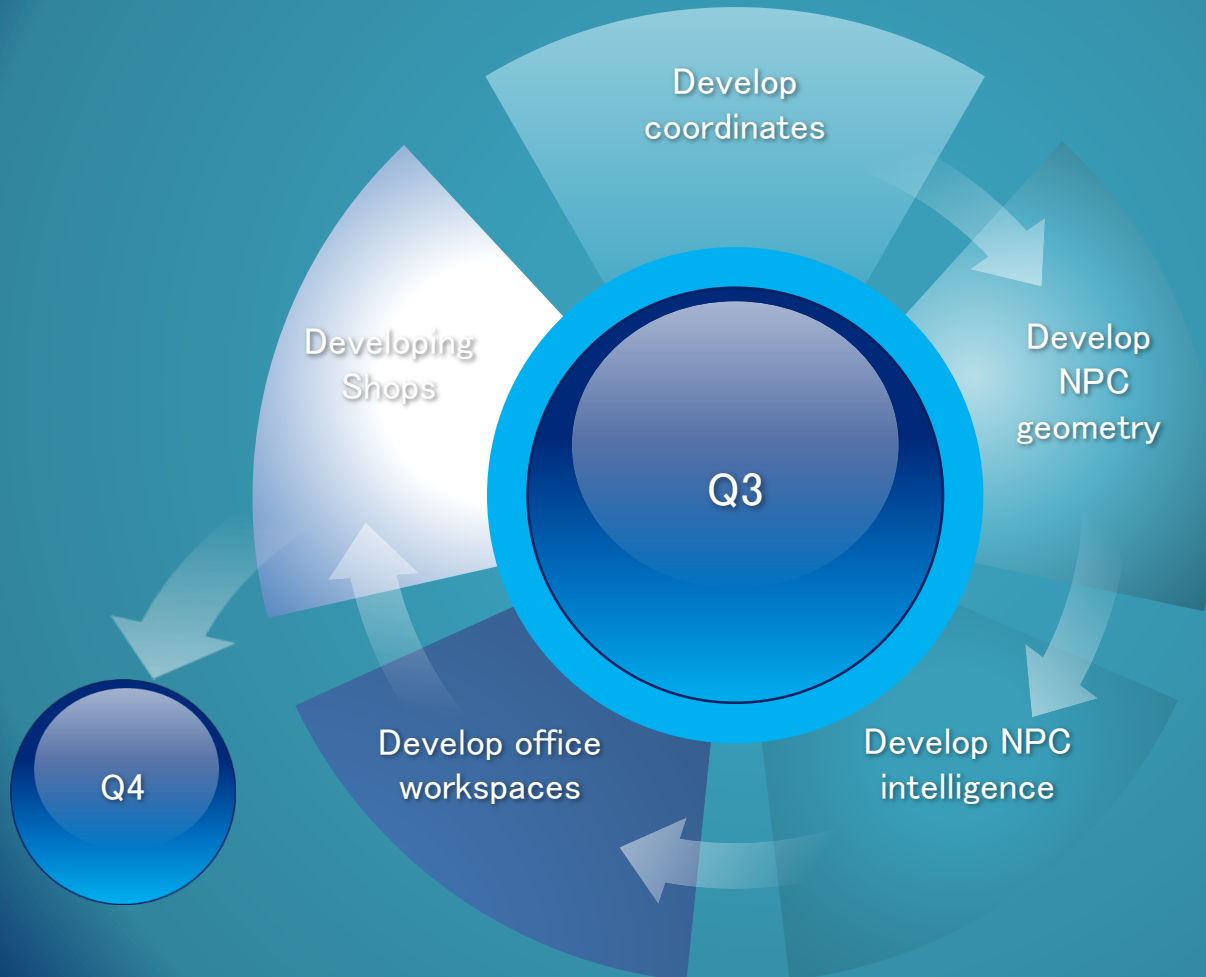 Develop
coordinates
Develop
NPC
geometry
Develop NPC
intelligence
Develop office
workspaces
Developing
Shops
Q3
Q4